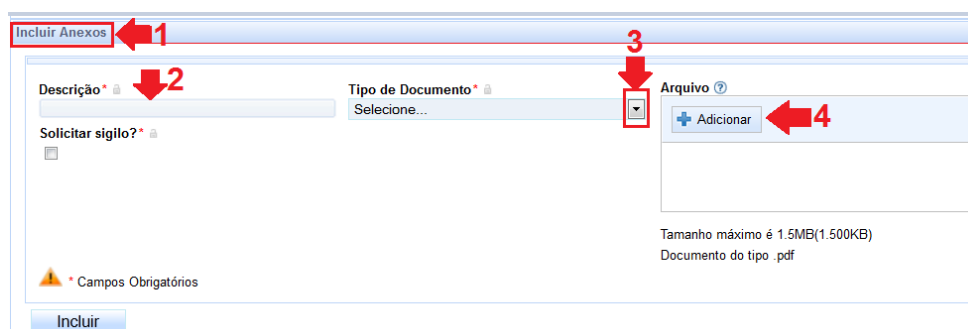 Incluir Anexos 1
3
Descrição* 2
Tipo de Documento*
Selecione...
Arquivo ?
Adicionar 4
Solicitar sigilo?*
Tamanho máximo é 1.5MB(1.500KB)
Documento do tipo .pdf
* Campos Obrigatórios
Incluir